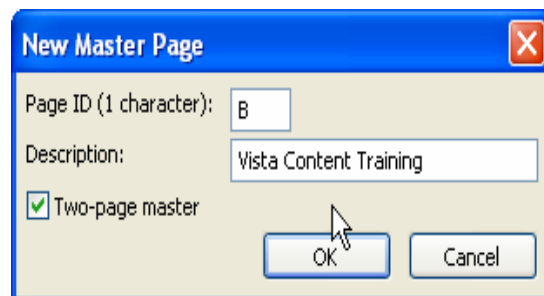 New Master Page
Page ID (1 character): B
Description: Vista Content Training
Two-page master
OK Cancel